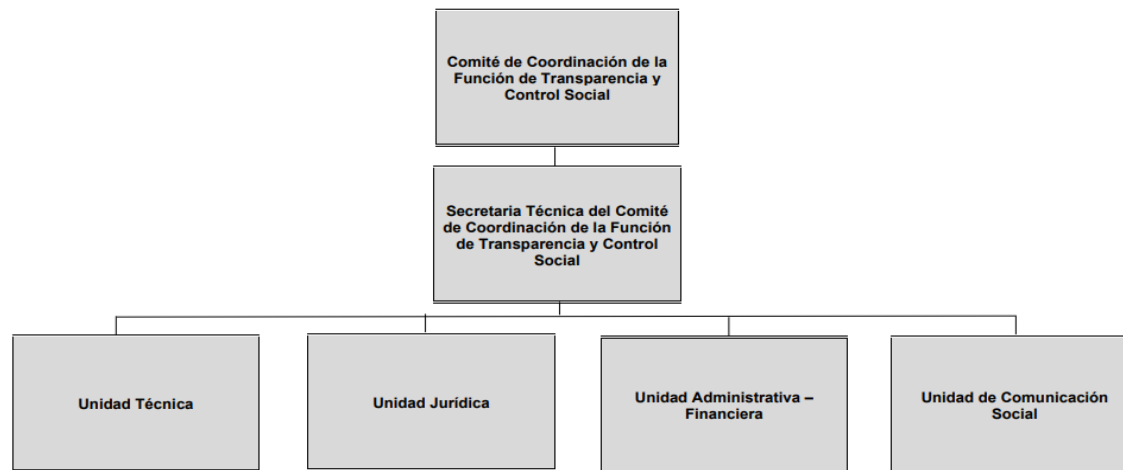 Comité de Coordinación de la
Función de Transparencia y
Control Social
Secretaria Técnica del Comité
de Coordinación de la Función
de Transparencia y Control
Social
Unidad Técnica
Unidad Jurídica
Unidad Administrativa –
Financiera
Unidad de Comunicación
Social